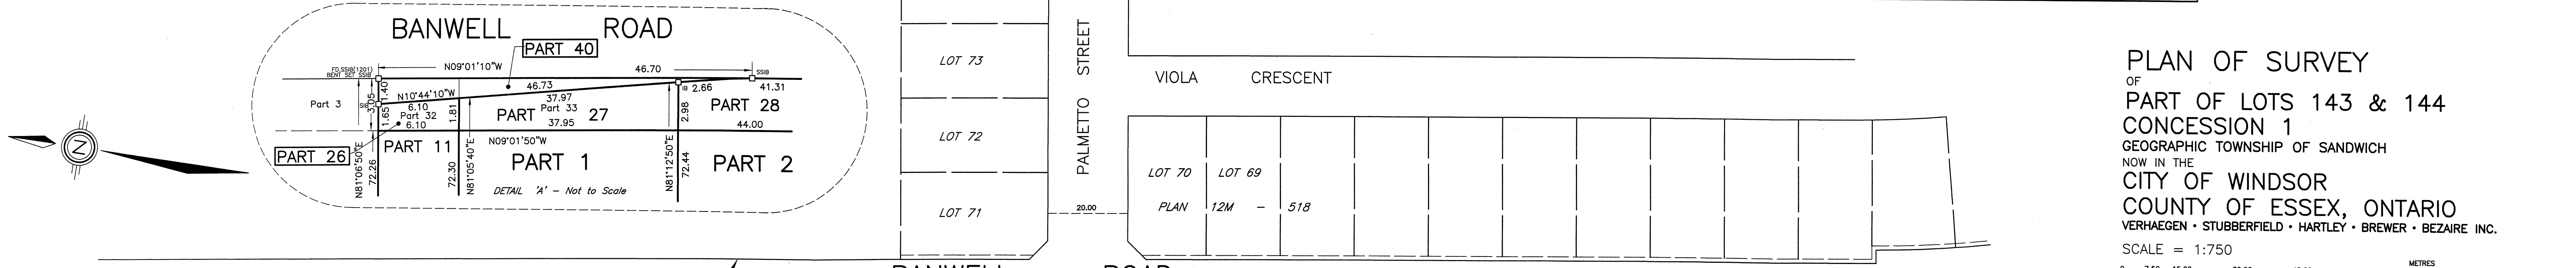 BANWELL ROAD
PART 40
FD.SSIB(1201)
BENT SET SSIB
N09°01'10"W
46.70
SSIB
1.40
46.73
IB
2.66
41.31
Part 3
3.05
SIB
N10°44'10"W
6.10
37.97
PART 27
Part 33
PART 28
1.65
Part 32
6.10
1.81
37.95
2.98
44.00
PART 26
PART 11
N09°01'50"W
PART 1
PART 2
N81°06'50"E
72.26
72.30
N81°05'40"E
N81°12'50"E
72.44
DETAIL 'A' - Not to Scale
N
LOT 73
LOT 72
LOT 71
PALMETTO STREET
20.00
VIOLA CRESCENT
LOT 70
LOT 69
PLAN 12M - 518
BANWELL ROAD
PLAN OF SURVEY
OF
PART OF LOTS 143 & 144
CONCESSION 1
GEOGRAPHIC TOWNSHIP OF SANDWICH
NOW IN THE
CITY OF WINDSOR
COUNTY OF ESSEX, ONTARIO
VERHAEGEN • STUBBERFIELD • HARTLEY • BREWER • BEZAIRE INC.
SCALE = 1:750
METRES